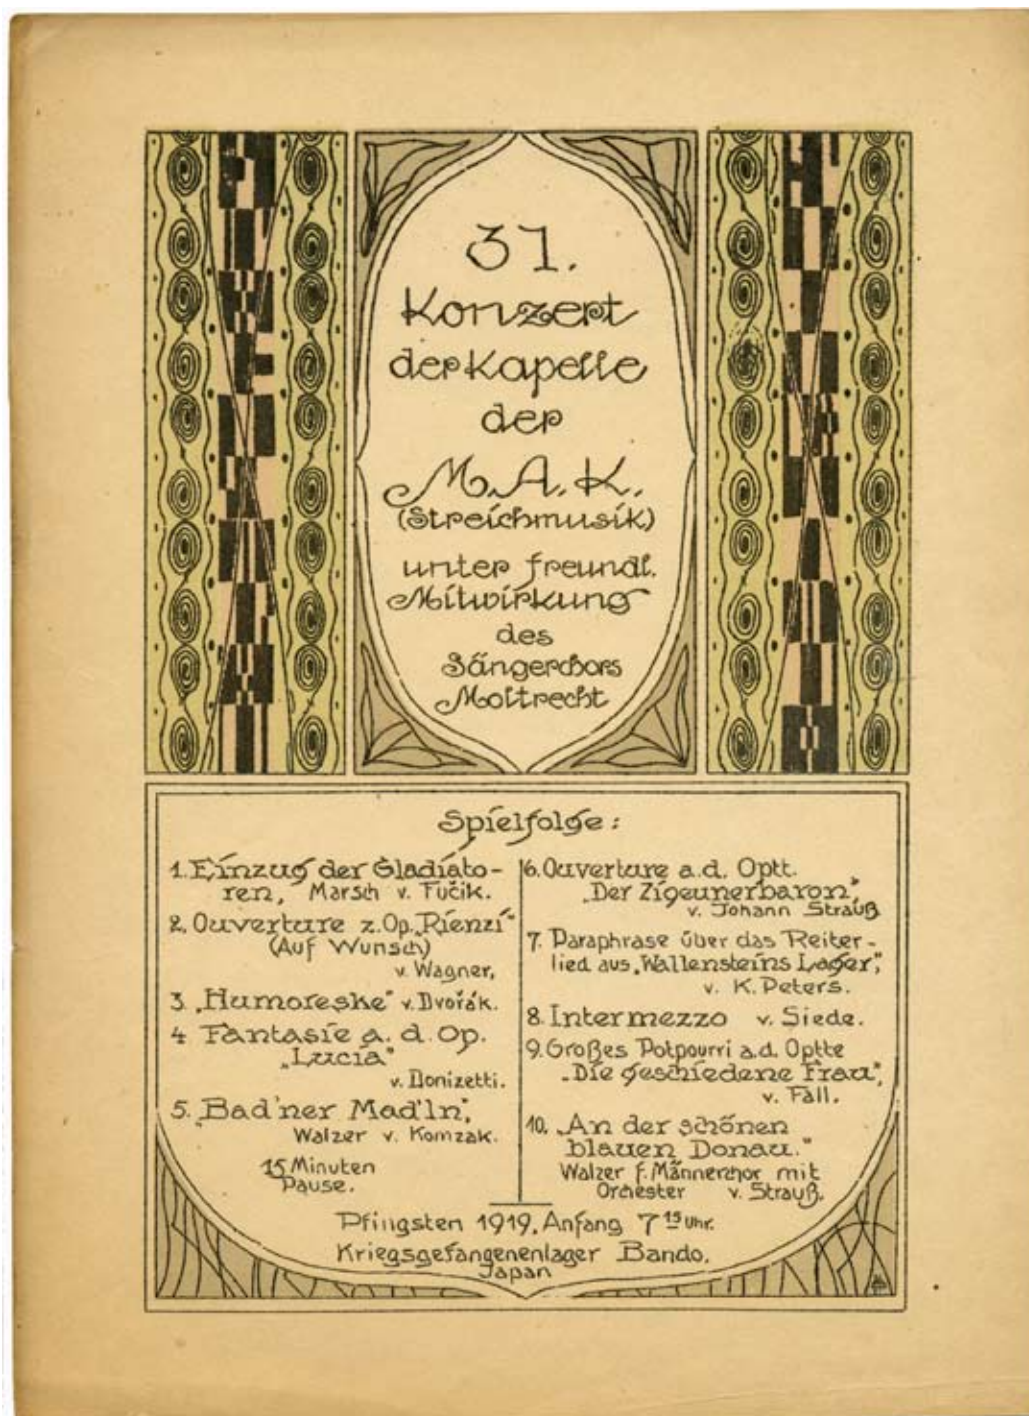 31.
Konzert
der Kapelle
der
M.A.K.
(Streichmusik)
unter freundl.
Mitwirkung
des
Sängerchors
Moltrecht
Spielfolge:
1. Einzug der Gladiato-
ren, Marsch v. Fučik.
2. Ouverture z. Op. „Rienzi“
(Auf Wunsch)
v. Wagner,
3. „Humoreske“ v. Dvořák.
4 Fantasie a. d. Op.
„Lucia“
v. Donizetti.
5. „Bad'ner Mad'ln“,
Walzer v. Komzak.
15 Minuten
Pause.
6. Ouverture a. d. Optt.
„Der Zigeunerbaron“,
v. Johann Strauß
7. Paraphrase über das Reiter-
lied aus „Wallensteins Lager“,
v. K. Peters.
8. Intermezzo v. Siede.
9. Großes Potpourri a. d. Optte
„Die geschiedene Frau“,
v. Fall.
10. „An der schönen
blauen Donau.“
Walzer f. Männerchor mit
Orchester v. Strauß.
Pfingsten 1919, Anfang 7 15 Uhr.
Kriegsgefangenenlager Bando.
Japan